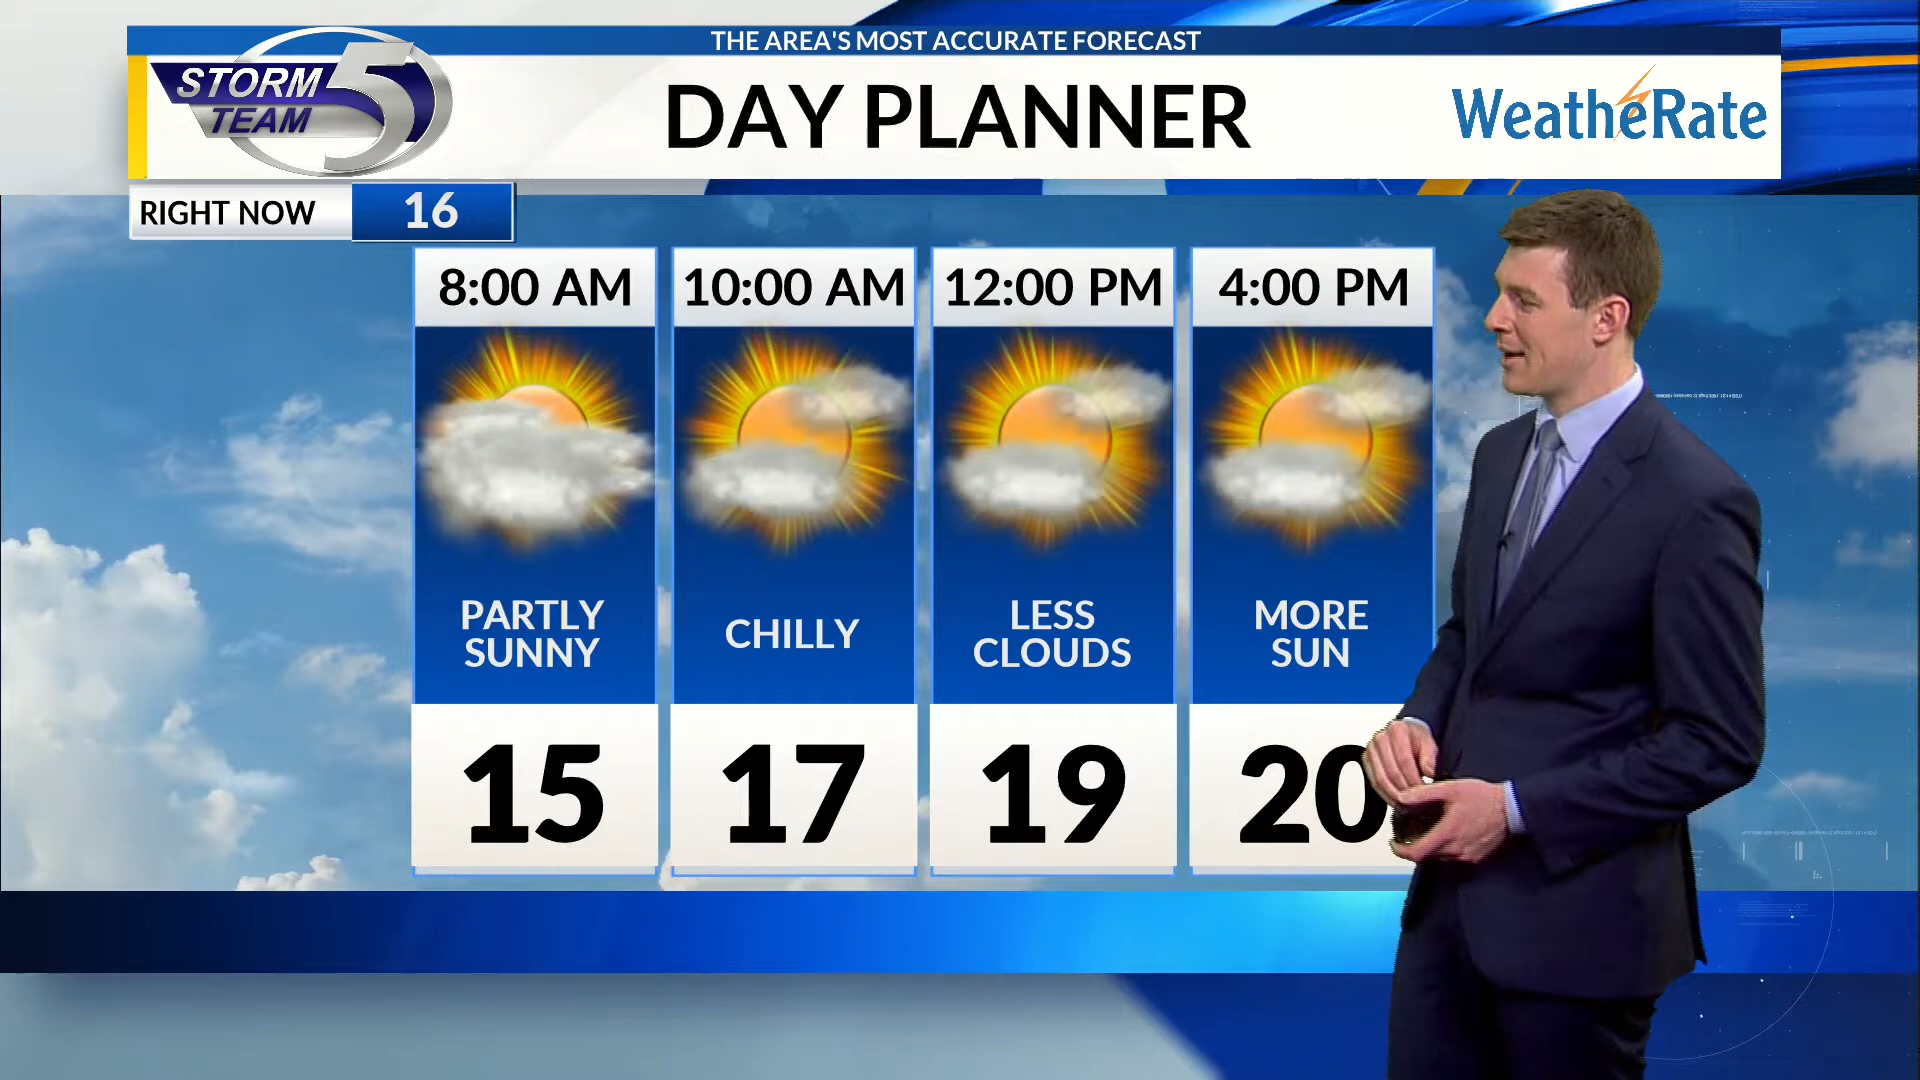 THE AREA'S MOST ACCURATE FORECAST
STORM
TEAM
5
DAY PLANNER
WeatheRate
RIGHT NOW 16
8:00 AM
10:00 AM
12:00 PM
4:00 PM
PARTLY
SUNNY
CHILLY
LESS
CLOUDS
MORE
SUN
15
17
19
20